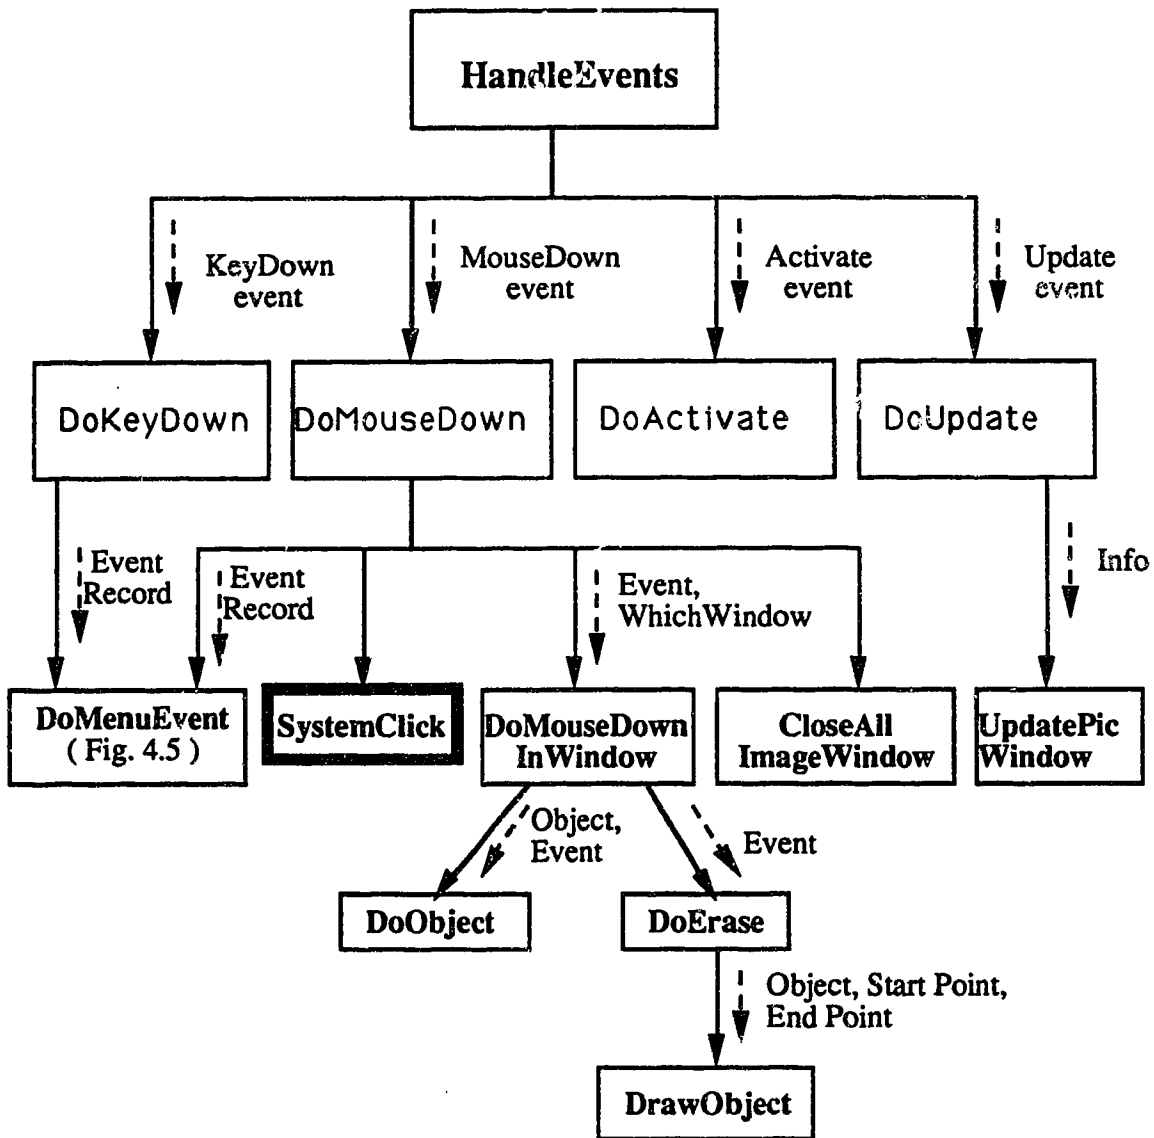 HandleEvents
KeyDown
event
MouseDown
event
Activate
event
Update
event
DoKeyDown
DoMouseDown
DoActivate
DoUpdate
Event
Record
Event
Record
Event,
WhichWindow
Info
DoMenuEvent
( Fig. 4.5 )
SystemClick
DoMouseDown
InWindow
CloseAll
ImageWindow
UpdatePic
Window
Object,
Event
Event
DoObject
DoErase
Object, Start Point,
End Point
DrawObject